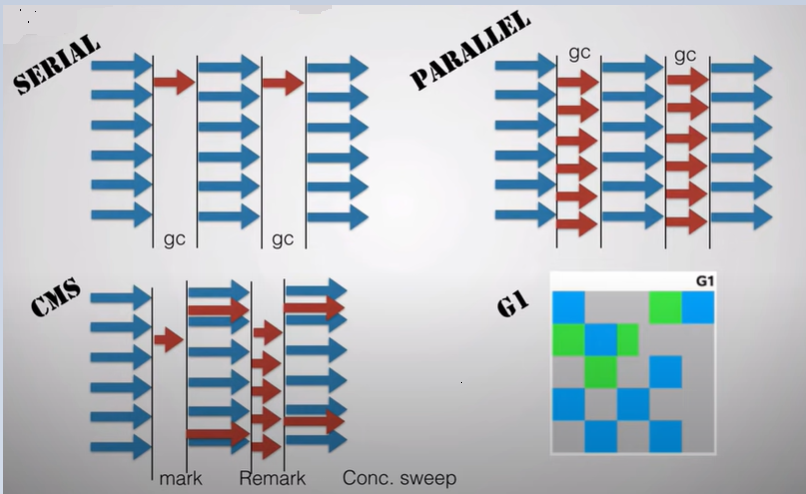 SERIAL
gc
gc
PARALLEL
gc
gc
CMS
mark
Remark
Conc. sweep
G1
G1